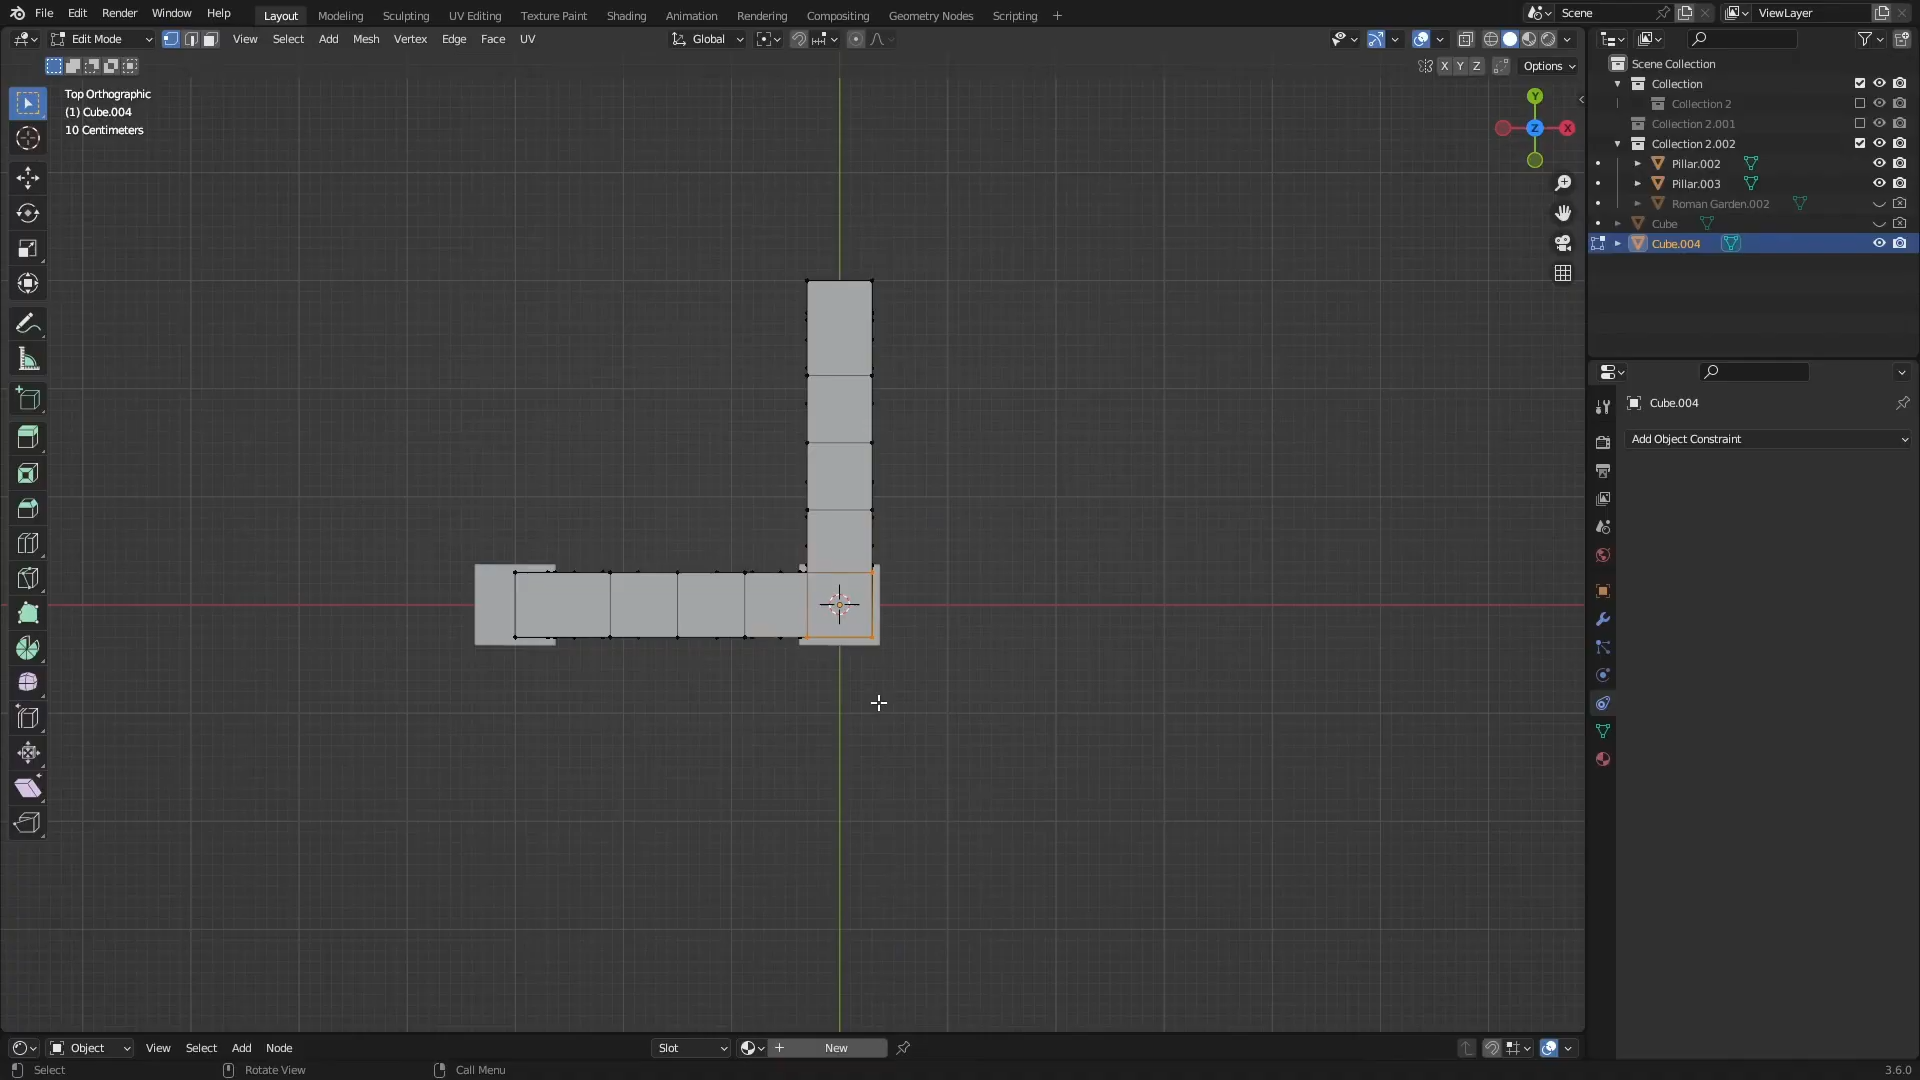 File Edit Render Window Help Layout Modeling Sculpting UV Editing Texture Paint Shading Animation Rendering Compositing Geometry Nodes Scripting + Scene ViewLayer
Edit Mode View Select Add Mesh Vertex Edge Face UV Global
X Y Z Options
Top Orthographic
(1) Cube.004
10 Centimeters
Y
Z
X
Scene Collection
Collection
Collection 2
Collection 2.001
Collection 2.002
Pillar.002
Pillar.003
Roman Garden.002
Cube
Cube.004
Cube.004
Add Object Constraint
Object View Select Add Node Slot New
Select Rotate View Call Menu 3.6.0